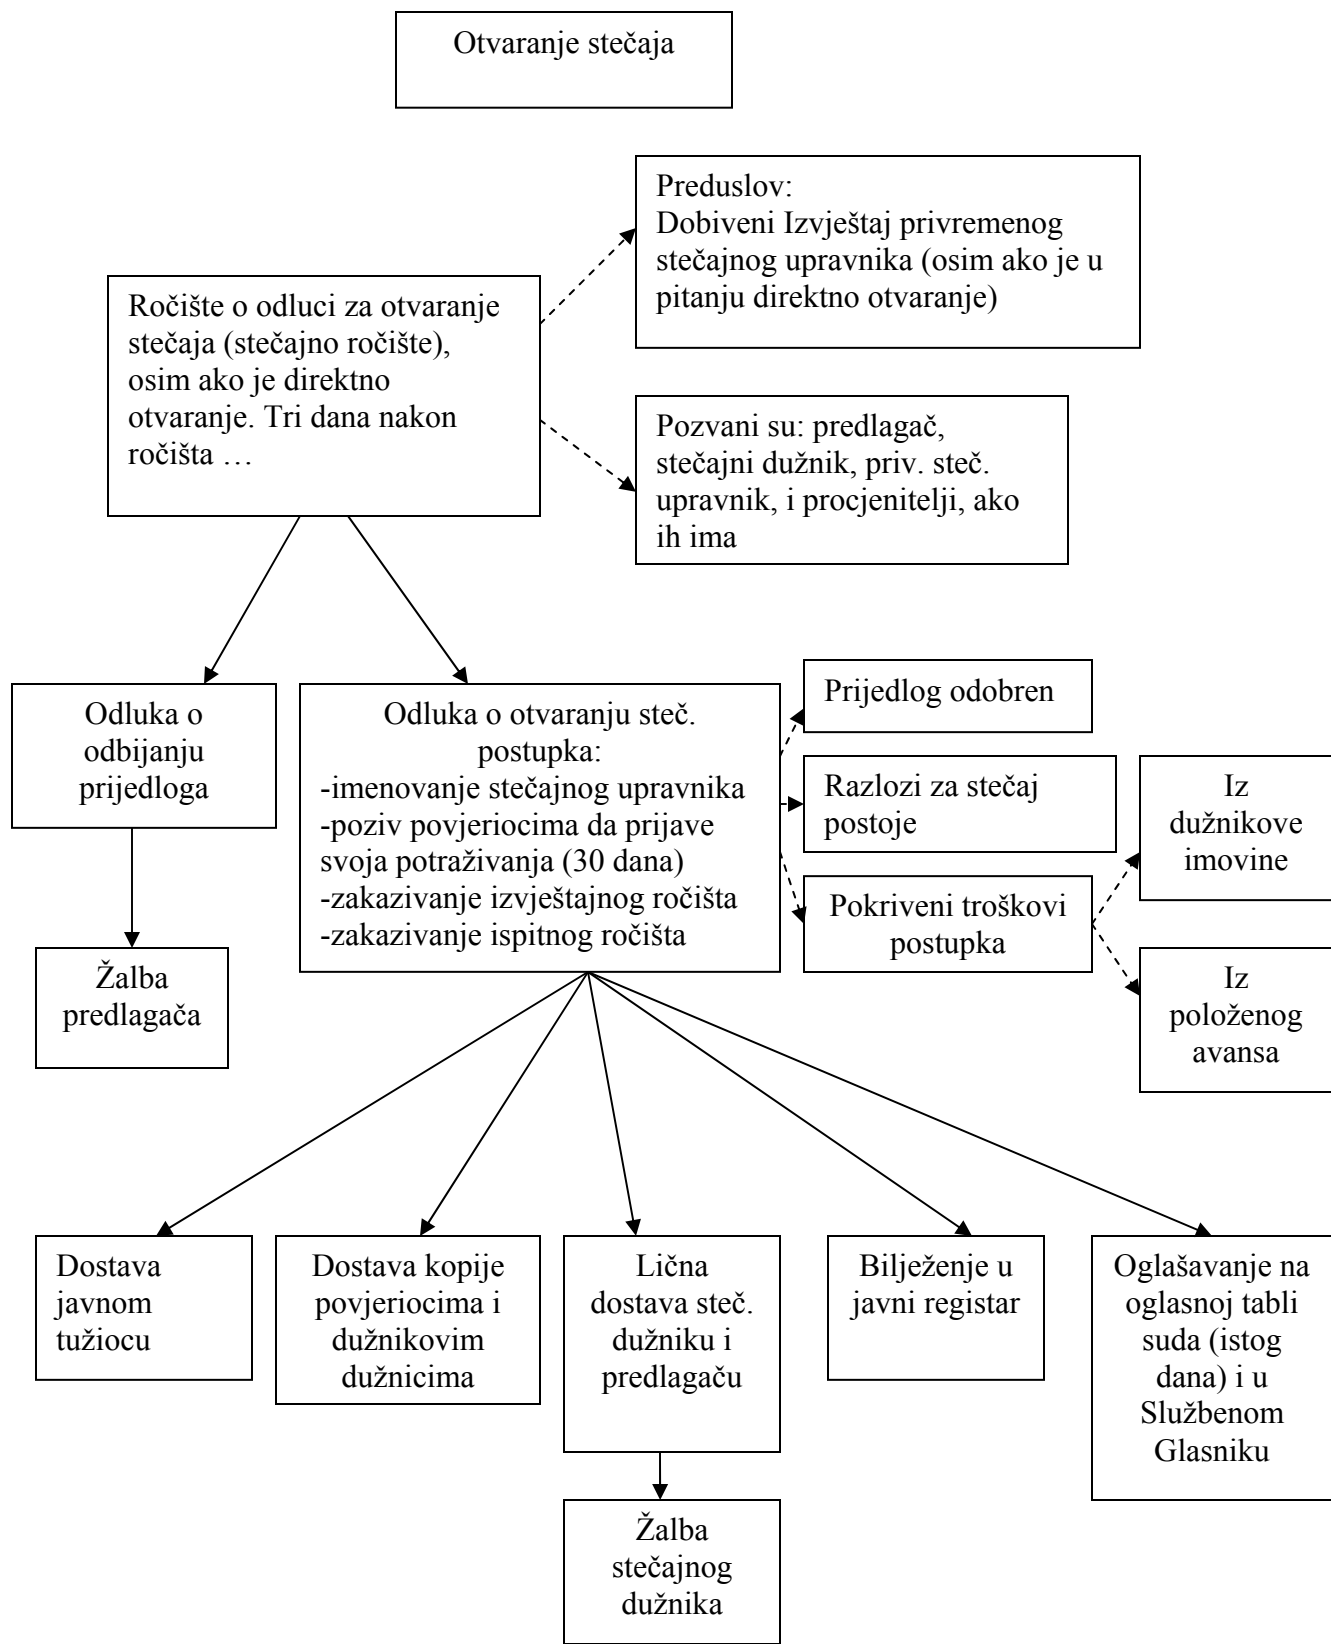 Otvaranje stečaja
Preduslov:
Dobiveni Izvještaj privremenog
stečajnog upravnika (osim ako je u
pitanju direktno otvaranje)
Ročište o odluci za otvaranje
stečaja (stečajno ročište),
osim ako je direktno
otvaranje. Tri dana nakon
ročišta …
Pozvani su: predlagač,
stečajni dužnik, priv. steč.
upravnik, i procjenitelji, ako
ih ima
Odluka o
odbijanju
prijedloga
Odluka o otvaranju steč.
postupka:
-imenovanje stečajnog upravnika
-poziv povjeriocima da prijave
svoja potraživanja (30 dana)
-zakazivanje izvještajnog ročišta
-zakazivanje ispitnog ročišta
Prijedlog odobren
Razlozi za stečaj
postoje
Pokriveni troškovi
postupka
Iz
dužnikove
imovine
Iz
položenog
avansa
Žalba
predlagača
Dostava
javnom
tužiocu
Dostava kopije
povjeriocima i
dužnikovim
dužnicima
Lična
dostava steč.
dužniku i
predlagaču
Bilježenje u
javni registar
Oglašavanje na
oglasnoj tabli
suda (istog
dana) i u
Službenom
Glasniku
Žalba
stečajnog
dužnika